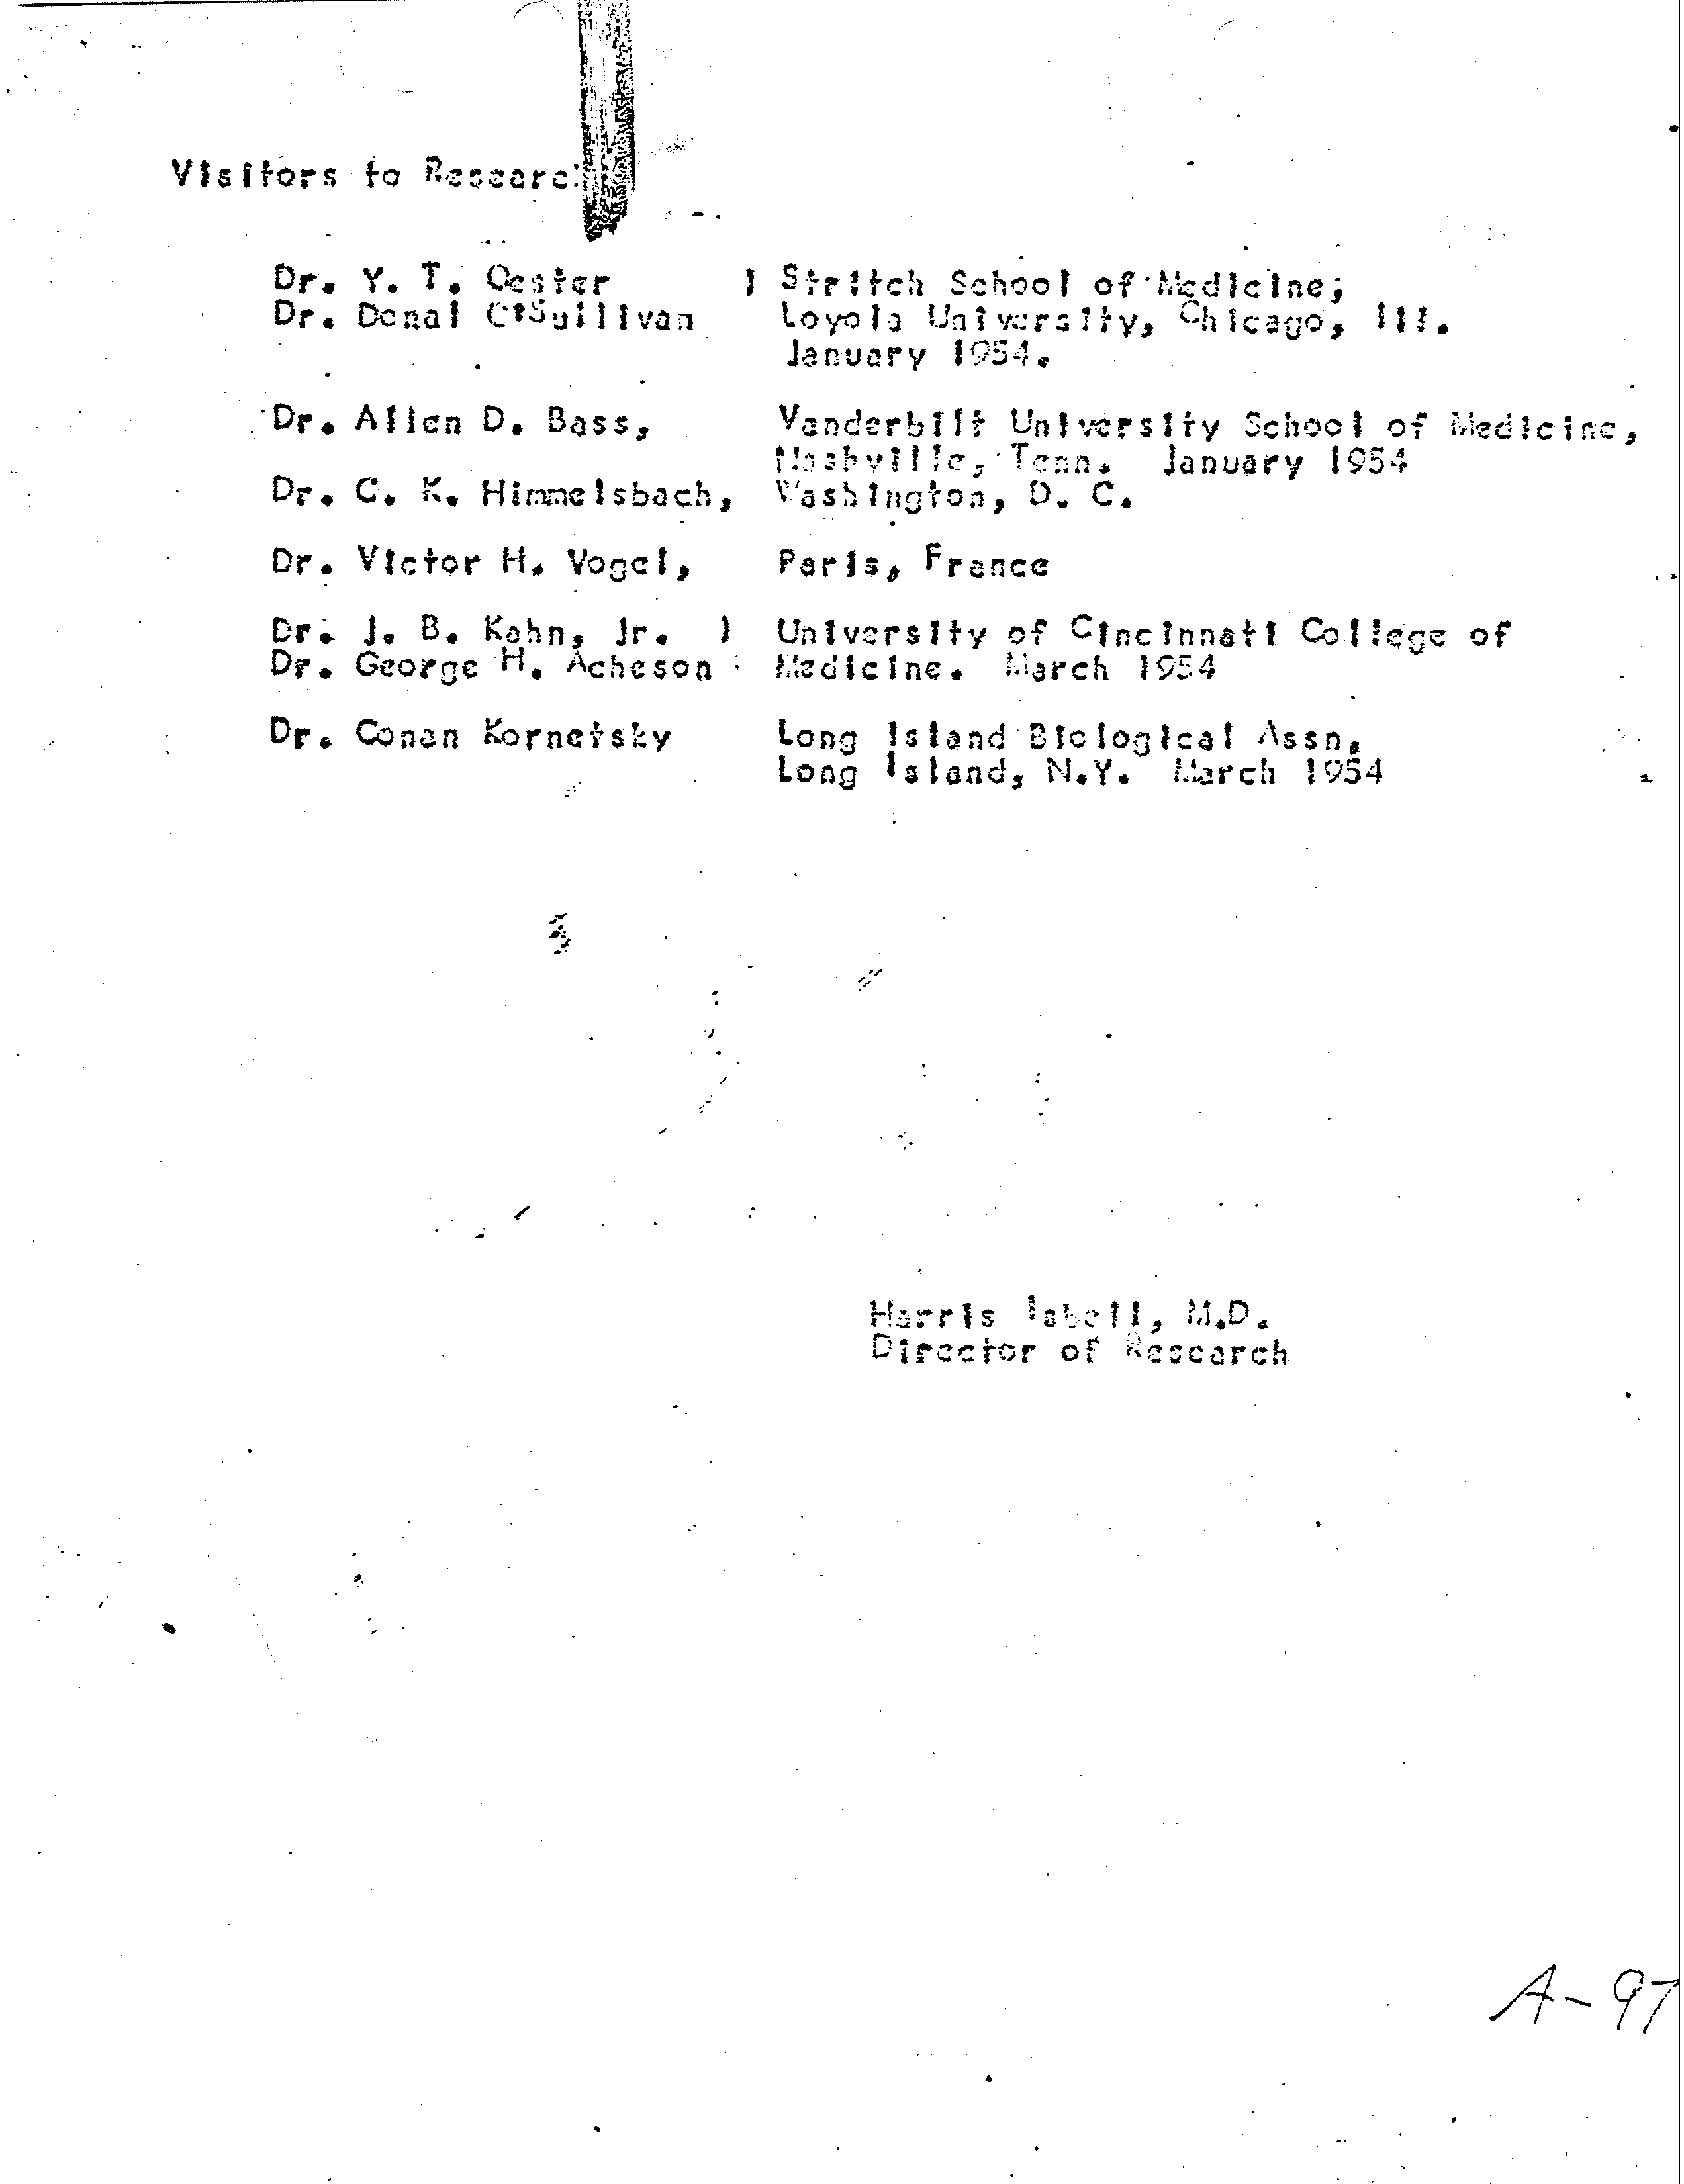 Visitors to Research
Dr. Y. T. Oester ) Stritch School of Medicine,
Dr. Donal O'Sullivan Loyola University, Chicago, Ill.
January 1954.
Dr. Allen D. Bass, Vanderbilt University School of Medicine,
Nashville, Tenn. January 1954
Dr. C. K. Himmelsbach, Washington, D. C.
Dr. Victor H. Vogel, Paris, France
Dr. J. B. Kahn, Jr. ) University of Cincinnati College of
Dr. George H. Acheson Medicine. March 1954
Dr. Conan Kornetsky Long Island Biological Assn.
Long Island, N.Y. March 1954
Harris Isbell, M.D.
Director of Research
A-97